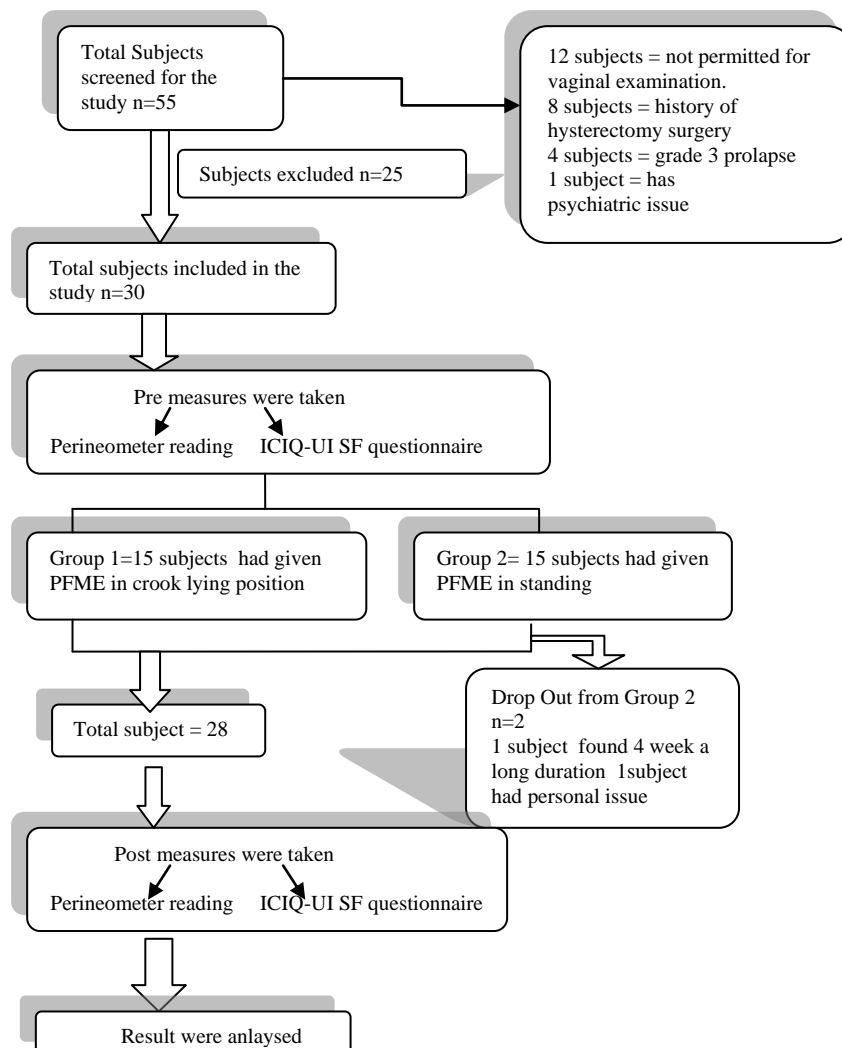 Total Subjects
screened for the
study n=55
12 subjects = not permitted for
vaginal examination.
8 subjects = history of
hysterectomy surgery
4 subjects = grade 3 prolapse
1 subject = has
psychiatric issue
Subjects excluded n=25
Total subjects included in the
study n=30
Pre measures were taken
Perineometer reading ICIQ-UI SF questionnaire
Group 1=15 subjects had given
PFME in crook lying position
Group 2= 15 subjects had given
PFME in standing
Drop Out from Group 2
n=2
1 subject found 4 week a
long duration 1subject
had personal issue
Total subject = 28
Post measures were taken
Perineometer reading ICIQ-UI SF questionnaire
Result were anlaysed